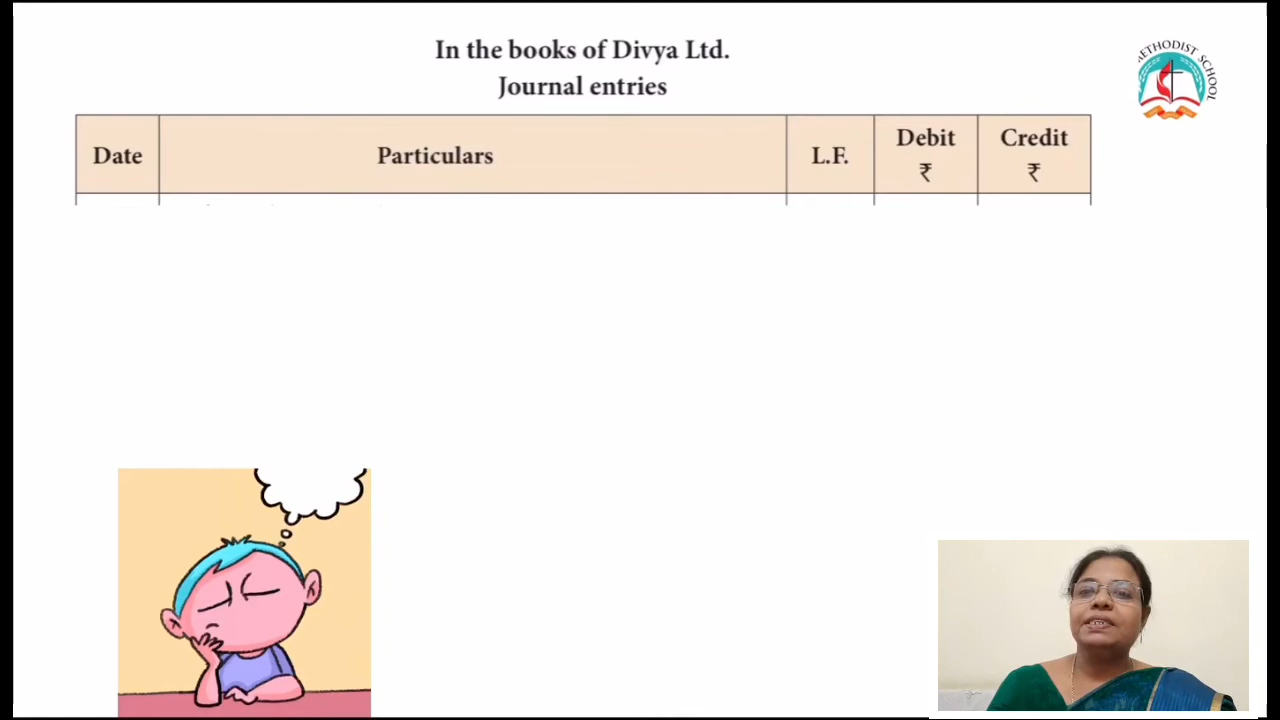 In the books of Divya Ltd.
Journal entries
Date Particulars L.F. Debit ₹ Credit ₹
METHODIST SCHOOL